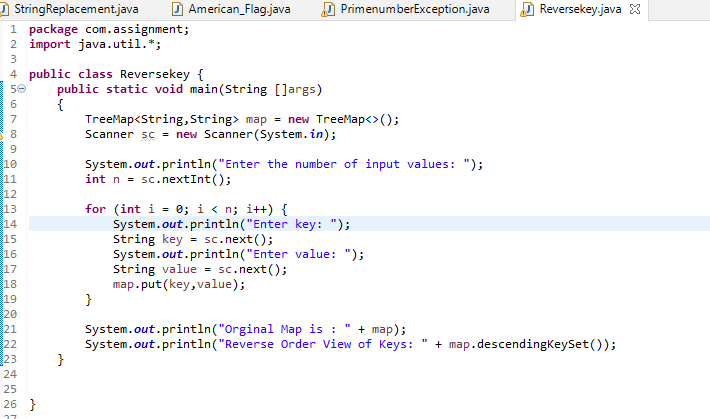 StringReplacement.java American_Flag.java PrimenumberException.java Reversekey.java
1 package com.assignment;
2 import java.util.*;
3
4 public class Reversekey {
5 public static void main(String []args)
6 {
7 TreeMap<String,String> map = new TreeMap<>();
8 Scanner sc = new Scanner(System.in);
9
10 System.out.println("Enter the number of input values: ");
11 int n = sc.nextInt();
12
13 for (int i = 0; i < n; i++) {
14 System.out.println("Enter key: ");
15 String key = sc.next();
16 System.out.println("Enter value: ");
17 String value = sc.next();
18 map.put(key,value);
19 }
20
21 System.out.println("Orginal Map is : " + map);
22 System.out.println("Reverse Order View of Keys: " + map.descendingKeySet());
23 }
24
25
26 }
27